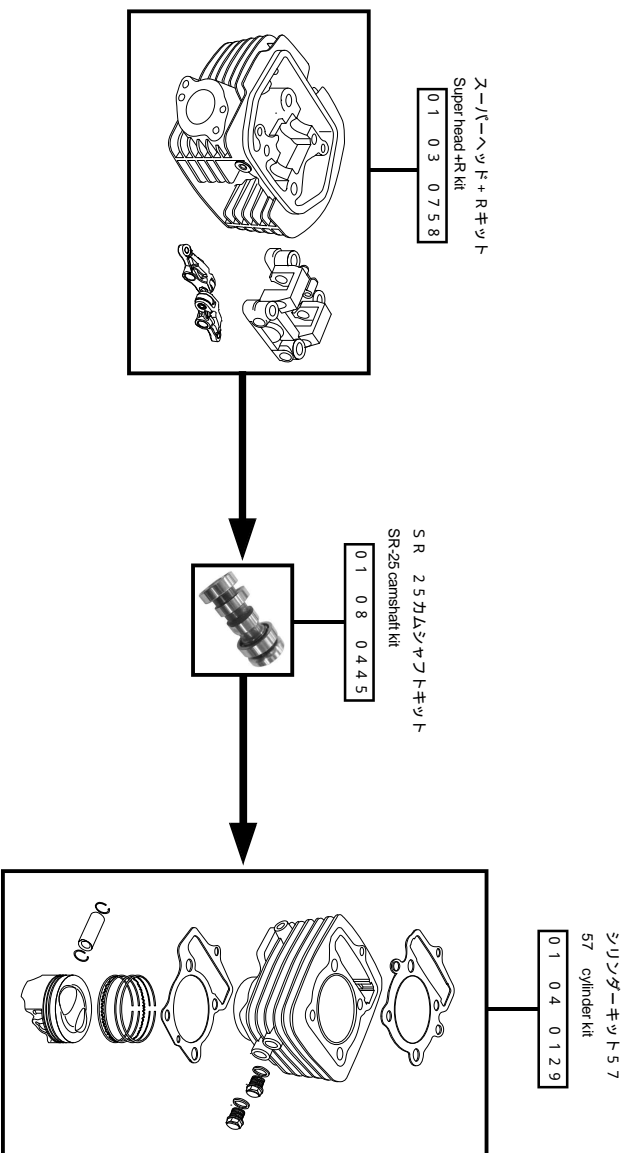 スーパーヘッド+Rキット
Super head +R kit
01 03 0758
SR 25カムシャフトキット
SR-25 camshaft kit
01 08 0445
シリンダーキット57
57 cylinder kit
01 04 0129